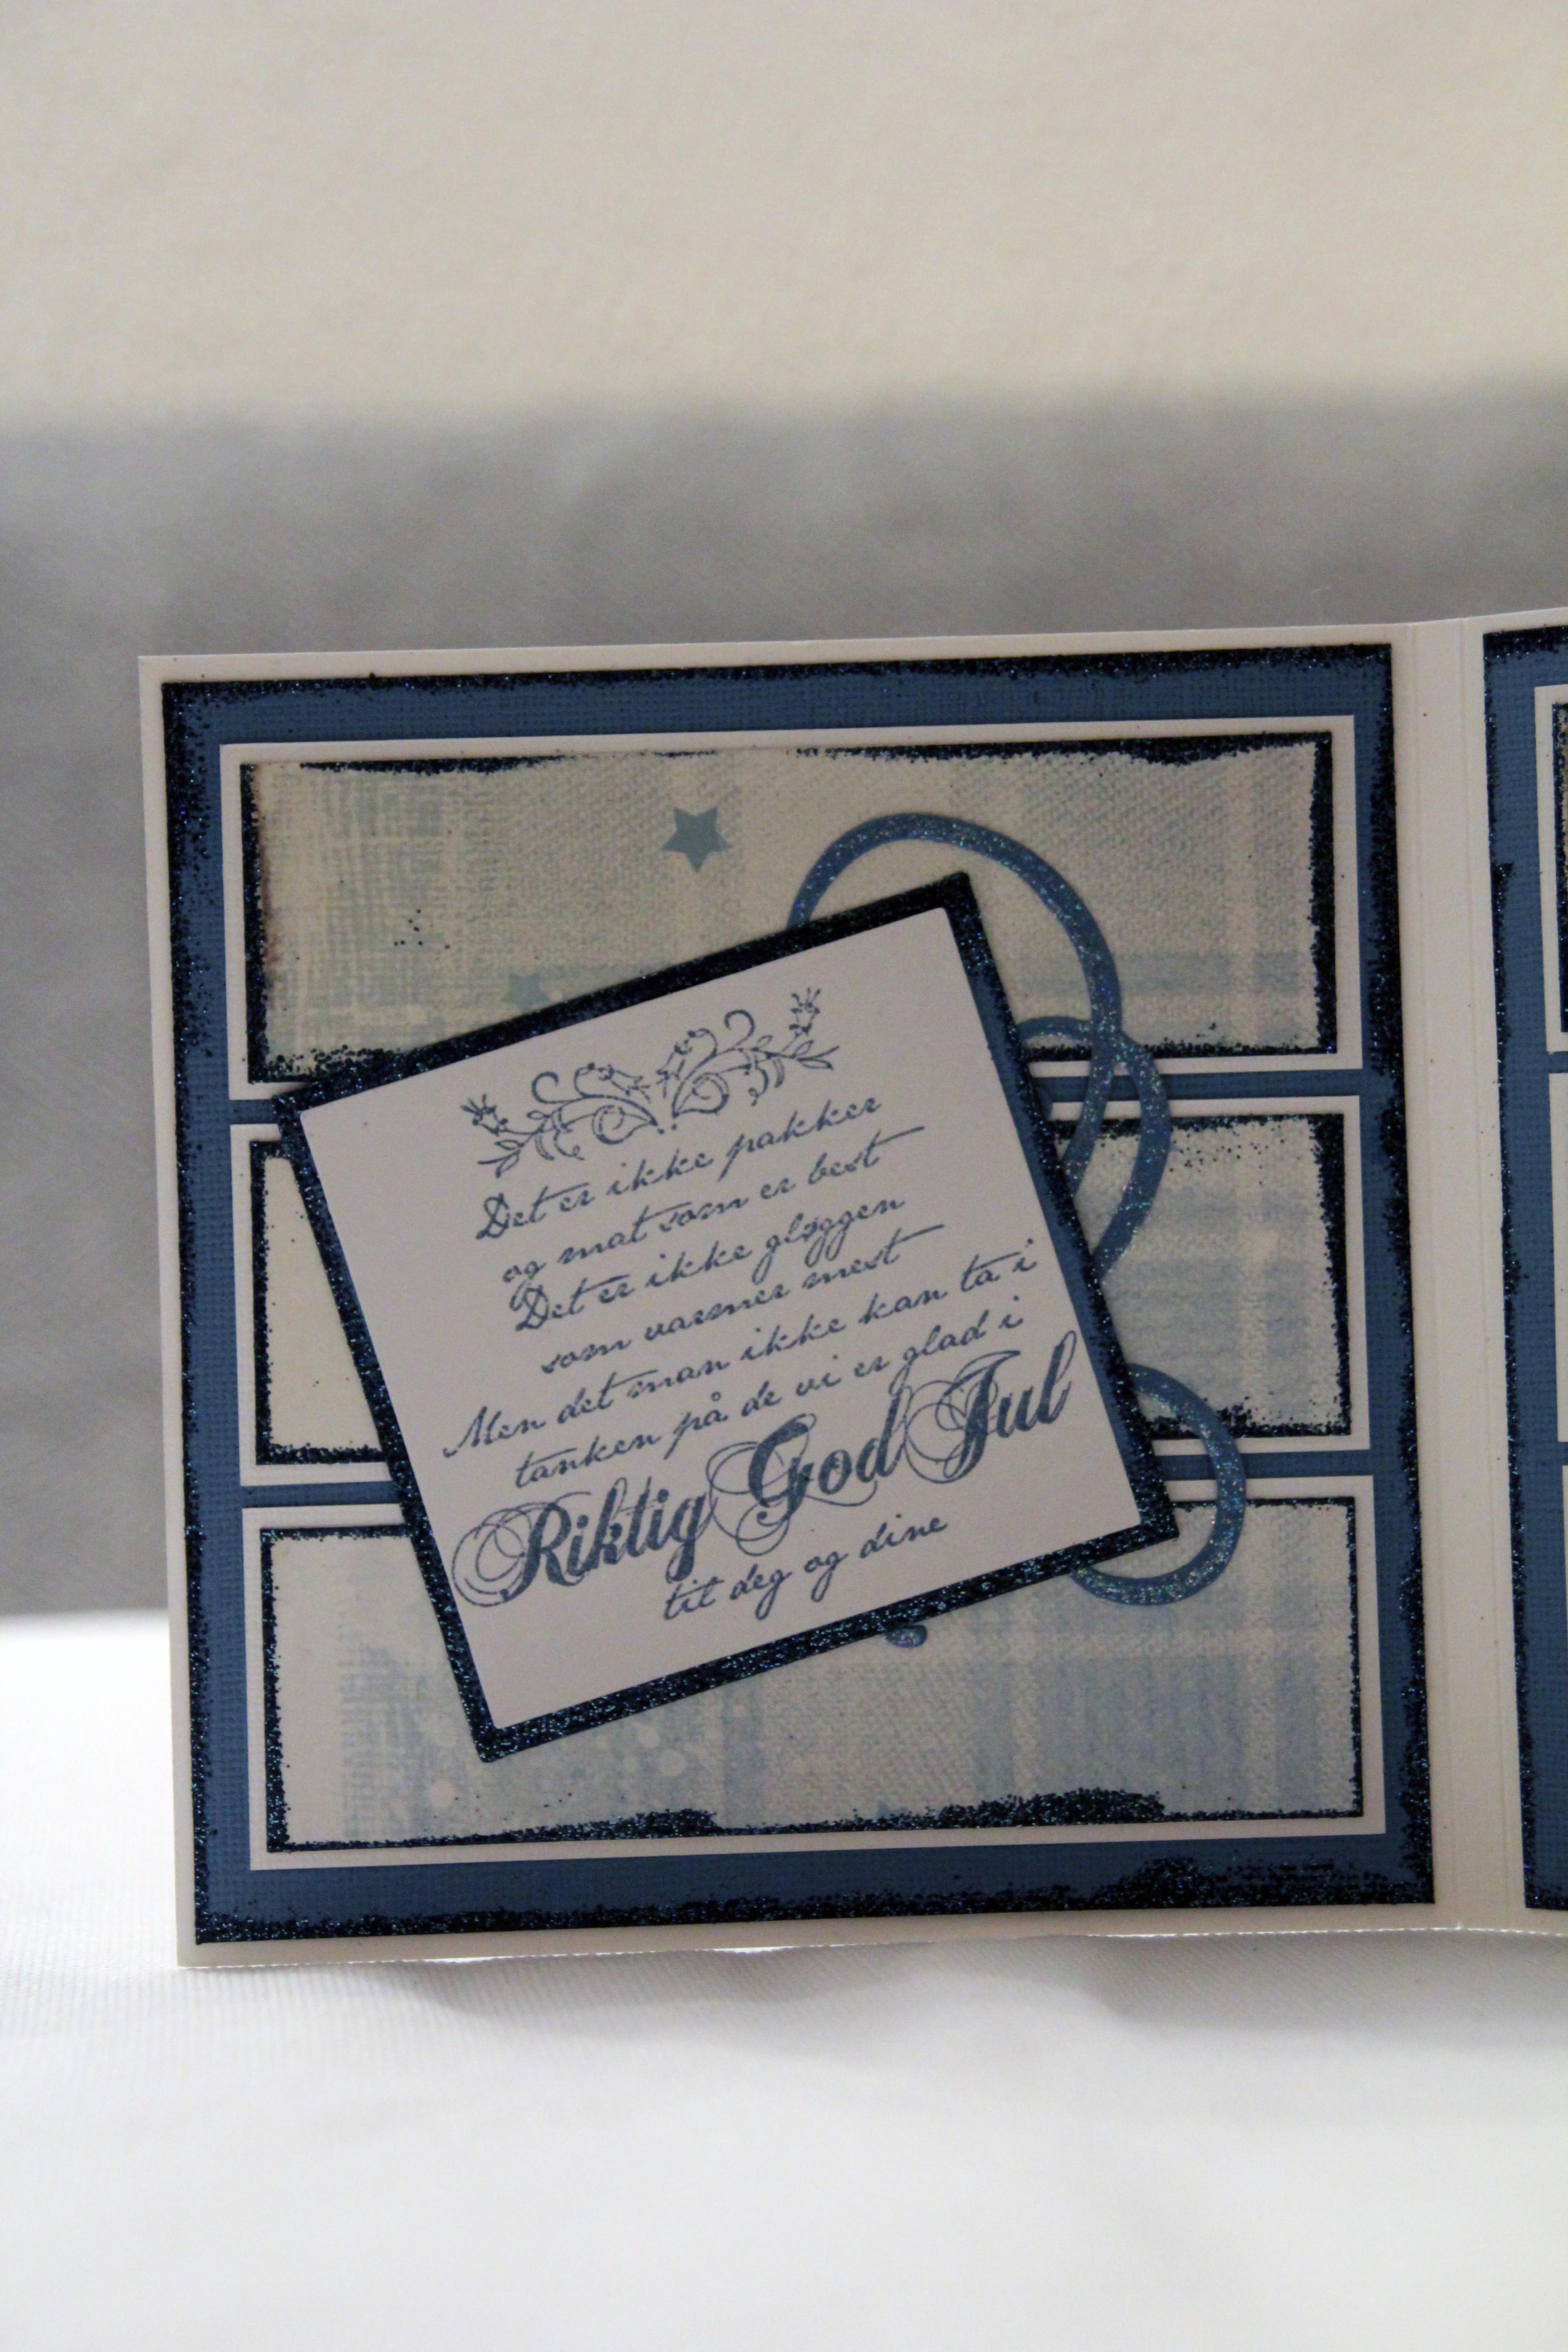 Det er ikke pakker
og mat som er best
Det er ikke gløggen
som varmer mest
Men det man ikke kan ta i
tanken på de vi er glad i
Riktig God Jul
til deg og dine